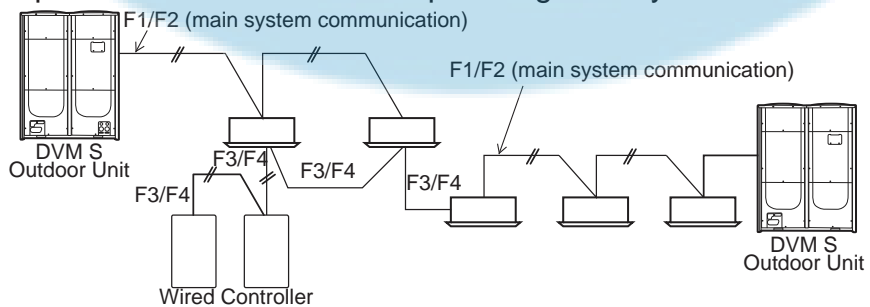 F1/F2 (main system communication)
F1/F2 (main system communication)
DVM S
Outdoor Unit
F3/F4
F3/F4
F3/F4
F3/F4
DVM S
Outdoor Unit
Wired Controller